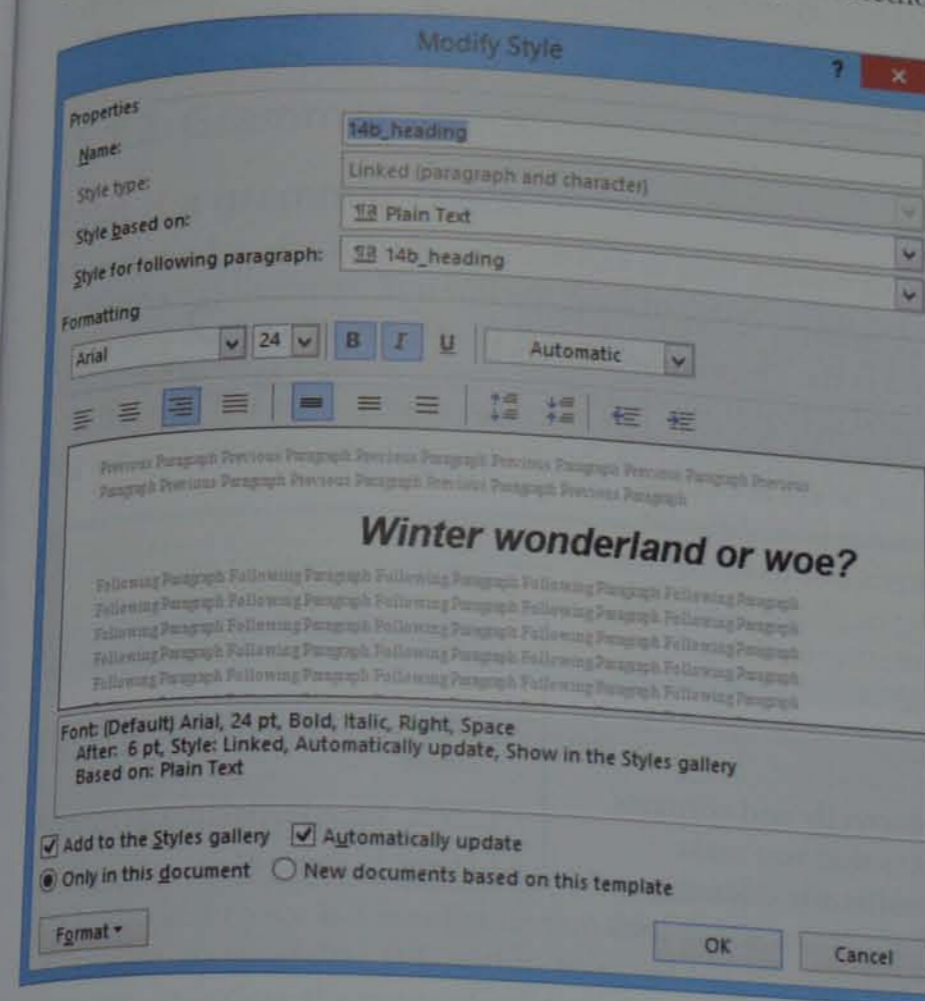 Modify Style
?
Properties
Name: 14b_heading
Style type: Linked (paragraph and character)
Style based on: Plain Text
Style for following paragraph: 14b_heading
Formatting
Arial 24 B I U Automatic
Previous Paragraph Previous Paragraph Previous Paragraph Previous Paragraph Previous Paragraph Previous
Paragraph Previous Paragraph Previous Paragraph Previous Paragraph Previous Paragraph
Winter wonderland or woe?
Following Paragraph Following Paragraph Following Paragraph Following Paragraph Following Paragraph
Following Paragraph Following Paragraph Following Paragraph Following Paragraph Following Paragraph
Following Paragraph Following Paragraph Following Paragraph Following Paragraph Following Paragraph
Following Paragraph Following Paragraph Following Paragraph Following Paragraph Following Paragraph
Following Paragraph Following Paragraph Following Paragraph Following Paragraph Following Paragraph
Font: (Default) Arial, 24 pt, Bold, Italic, Right, Space
After: 6 pt, Style: Linked, Automatically update, Show in the Styles gallery
Based on: Plain Text
Add to the Styles gallery Automatically update
Only in this document New documents based on this template
Format OK Cancel